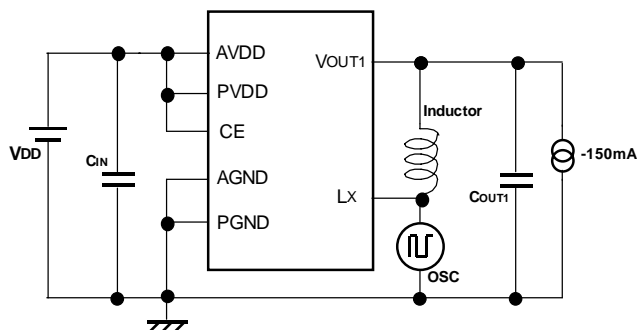 AVDD
VOUT1
PVDD
Inductor
CE
VDD
CIN
-150mA
AGND
LX
COUT1
PGND
OSC